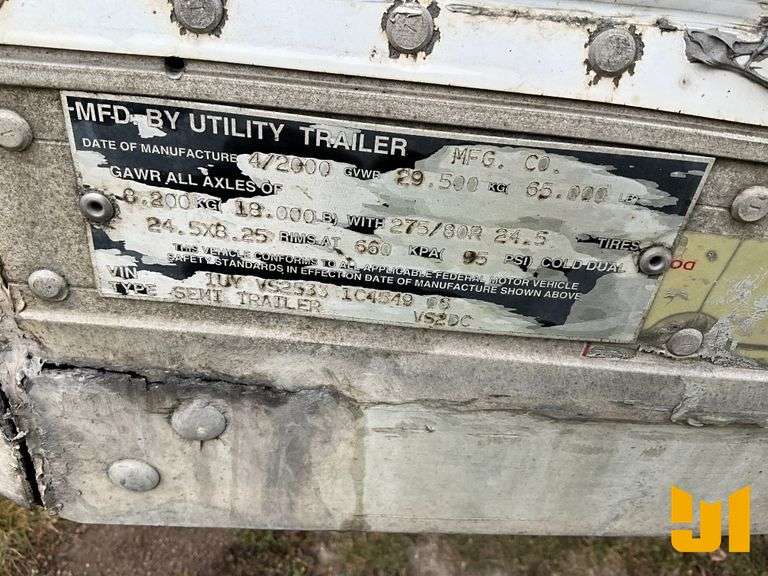 MFD. BY UTILITY TRAILER MFG. CO.
DATE OF MANUFACTURE 4/2000 GVWR 29.500 KG( 65.000 LB)
GAWR ALL AXLES OF
8.200 KG( 18.000 LB) WITH 275/80R 24.5 TIRES
24.5X8.25 RIMS AT 660 KPA( 95 PSI) COLD DUAL
THIS VEHICLE CONFORMS TO ALL APPLICABLE FEDERAL MOTOR VEHICLE
SAFETY STANDARDS IN EFFECT ON DATE OF MANUFACTURE SHOWN ABOVE
VIN 1UY
TYPE SEMI TRAILER VS2DC
DO